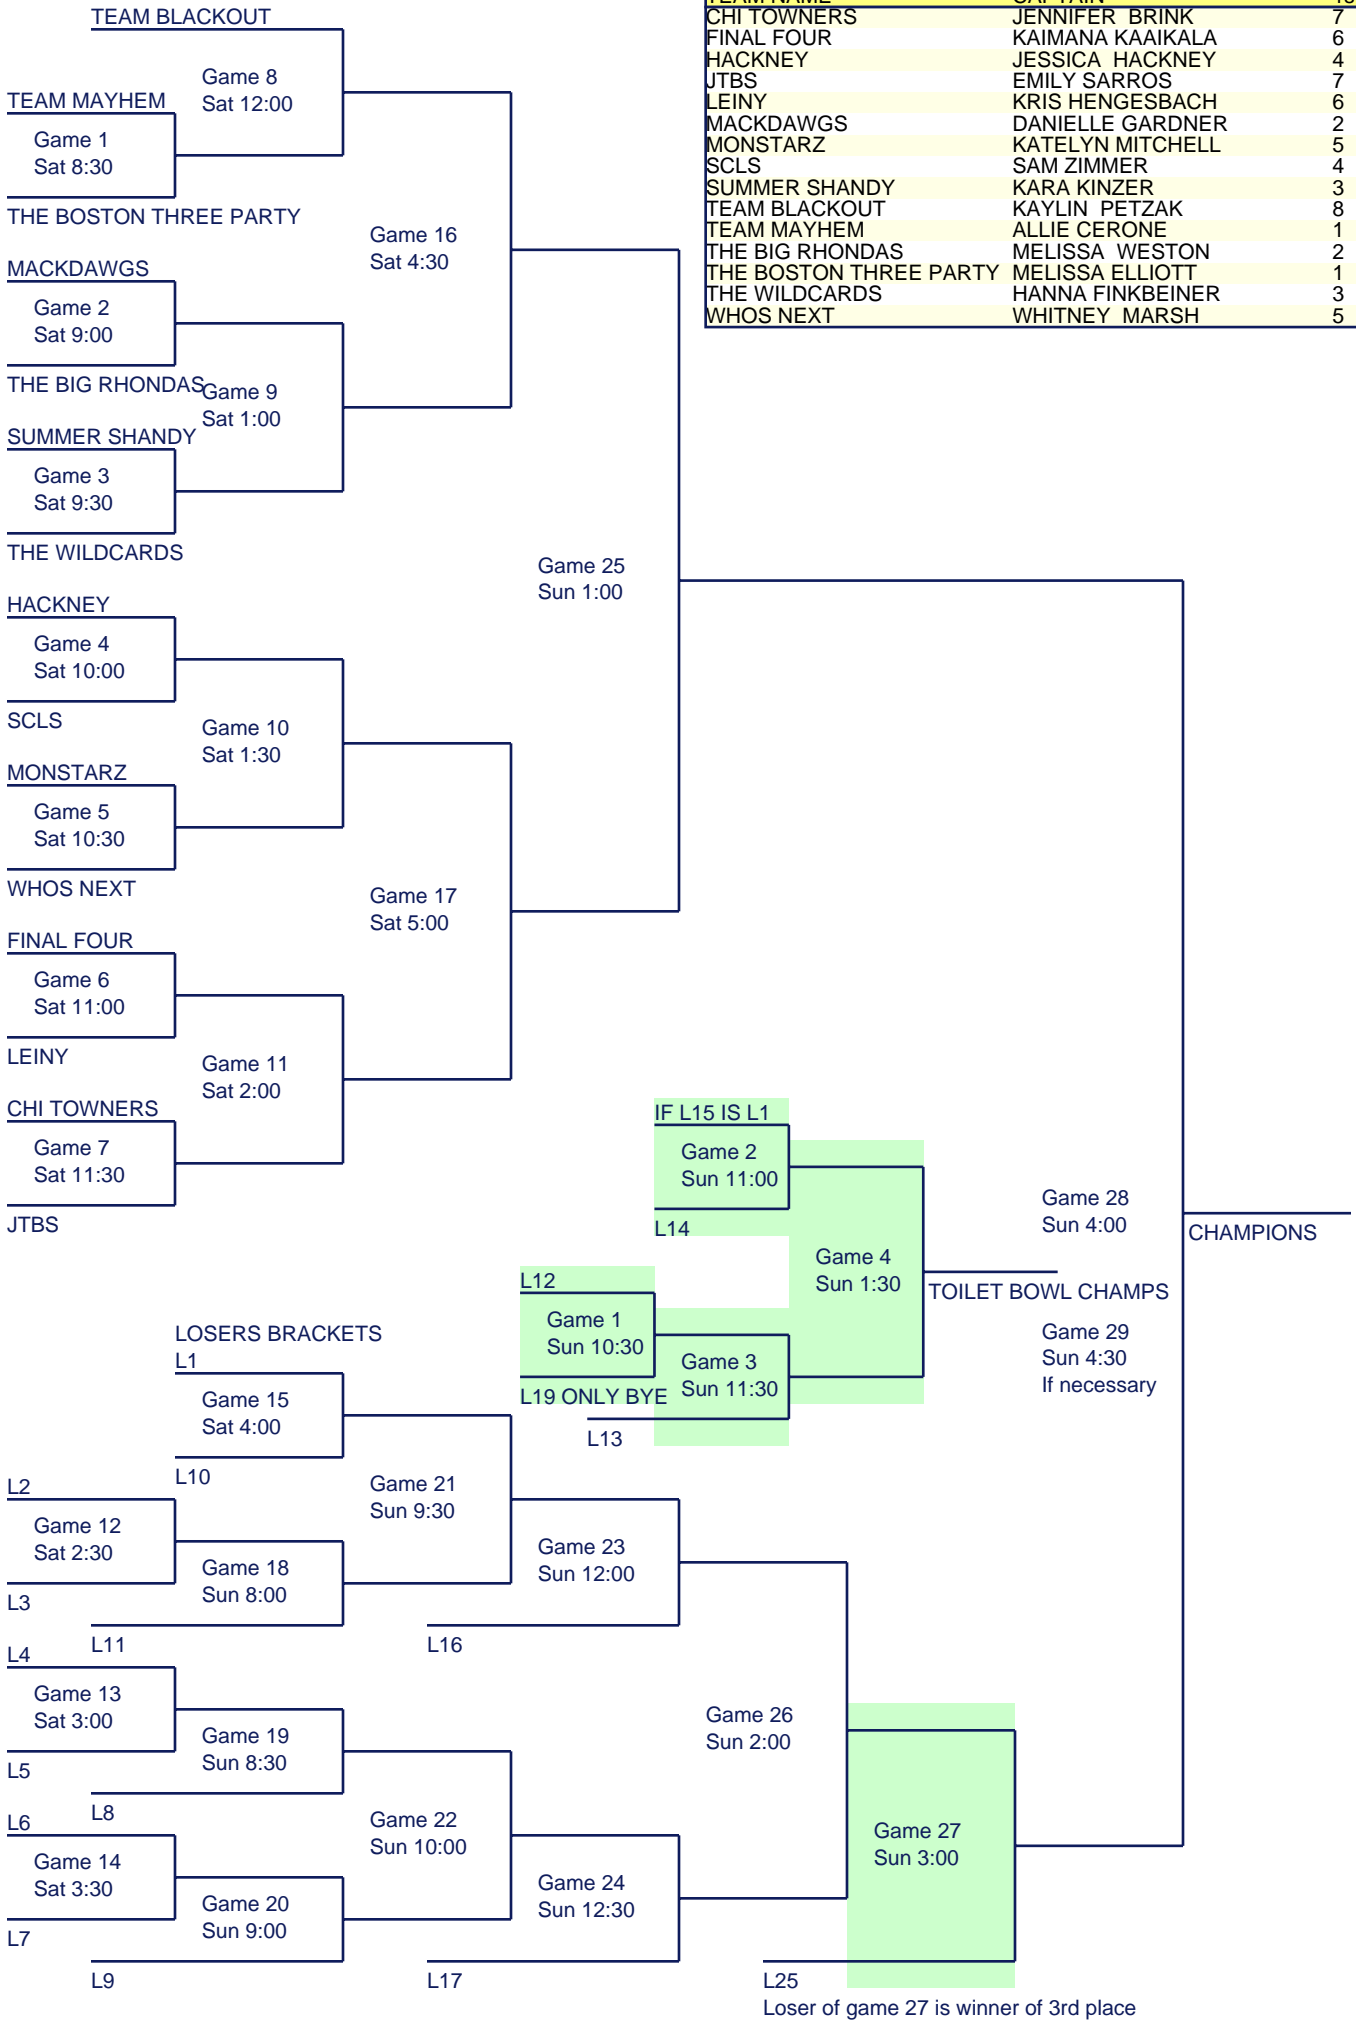 TEAM BLACKOUT
Game 8
Sat 12:00
TEAM MAYHEM
Game 1
Sat 8:30
THE BOSTON THREE PARTY
Game 16
Sat 4:30
MACKDAWGS
Game 2
Sat 9:00
THE BIG RHONDAS
Game 9
Sat 1:00
SUMMER SHANDY
Game 3
Sat 9:30
THE WILDCARDS
Game 25
Sun 1:00
HACKNEY
Game 4
Sat 10:00
SCLS
Game 10
Sat 1:30
MONSTARZ
Game 5
Sat 10:30
WHOS NEXT
Game 17
Sat 5:00
FINAL FOUR
Game 6
Sat 11:00
LEINY
Game 11
Sat 2:00
CHI TOWNERS
Game 7
Sat 11:30
JTBS
CHI TOWNERS JENNIFER BRINK 7
FINAL FOUR KAIMANA KAAIKALA 6
HACKNEY JESSICA HACKNEY 4
JTBS EMILY SARROS 7
LEINY KRIS HENGESBACH 6
MACKDAWGS DANIELLE GARDNER 2
MONSTARZ KATELYN MITCHELL 5
SCLS SAM ZIMMER 4
SUMMER SHANDY KARA KINZER 3
TEAM BLACKOUT KAYLIN PETZAK 8
TEAM MAYHEM ALLIE CERONE 1
THE BIG RHONDAS MELISSA WESTON 2
THE BOSTON THREE PARTY MELISSA ELLIOTT 1
THE WILDCARDS HANNA FINKBEINER 3
WHOS NEXT WHITNEY MARSH 5
IF L15 IS L1
Game 2
Sun 11:00
L14
Game 4
Sun 1:30
L12
Game 1
Sun 10:30
L19 ONLY BYE
Game 3
Sun 11:30
L13
TOILET BOWL CHAMPS
Game 28
Sun 4:00
CHAMPIONS
Game 29
Sun 4:30
If necessary
LOSERS BRACKETS
L1
Game 15
Sat 4:00
L10
Game 21
Sun 9:30
L2
Game 12
Sat 2:30
L3
Game 18
Sun 8:00
L11
Game 23
Sun 12:00
L16
L4
Game 13
Sat 3:00
L5
Game 19
Sun 8:30
L8
Game 26
Sun 2:00
L6
Game 14
Sat 3:30
L7
Game 22
Sun 10:00
Game 20
Sun 9:00
L9
Game 24
Sun 12:30
L17
Game 27
Sun 3:00
L25
Loser of game 27 is winner of 3rd place